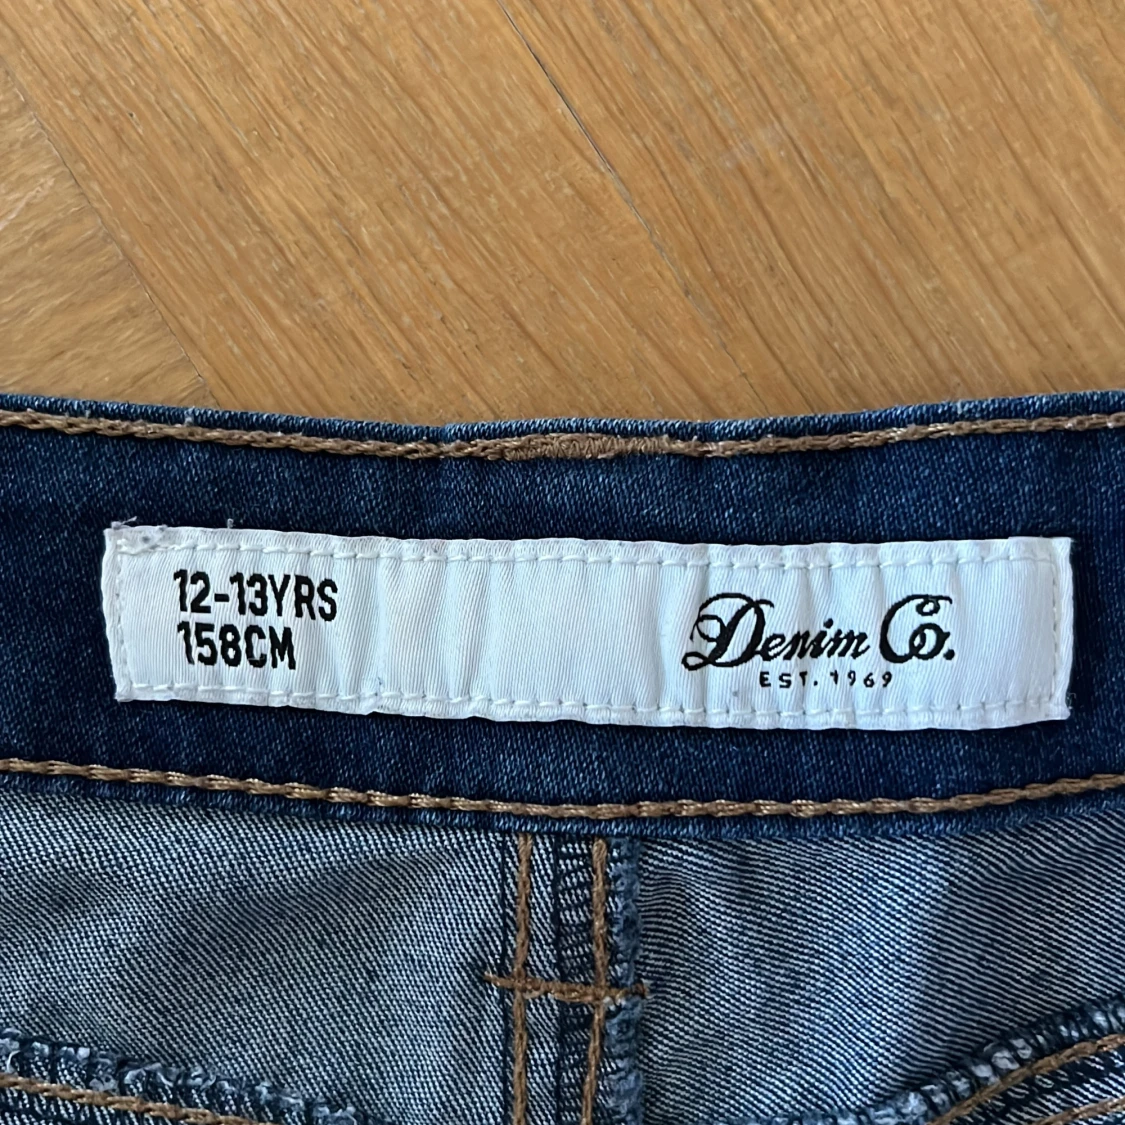 12-13YRS
158CM
Denim Co.
EST. 1969